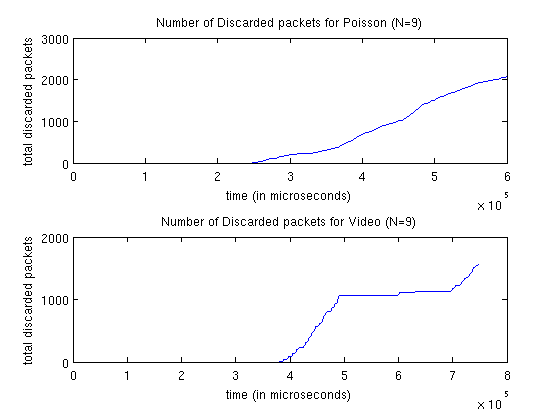 Number of Discarded packets for Poisson (N=9)
3000
2000
1000
0
total discarded packets
0 1 2 3 4 5 6
time (in microseconds)
x 10^5
Number of Discarded packets for Video (N=9)
2000
1000
0
total discarded packets
0 1 2 3 4 5 6 7 8
time (in microseconds)
x 10^5